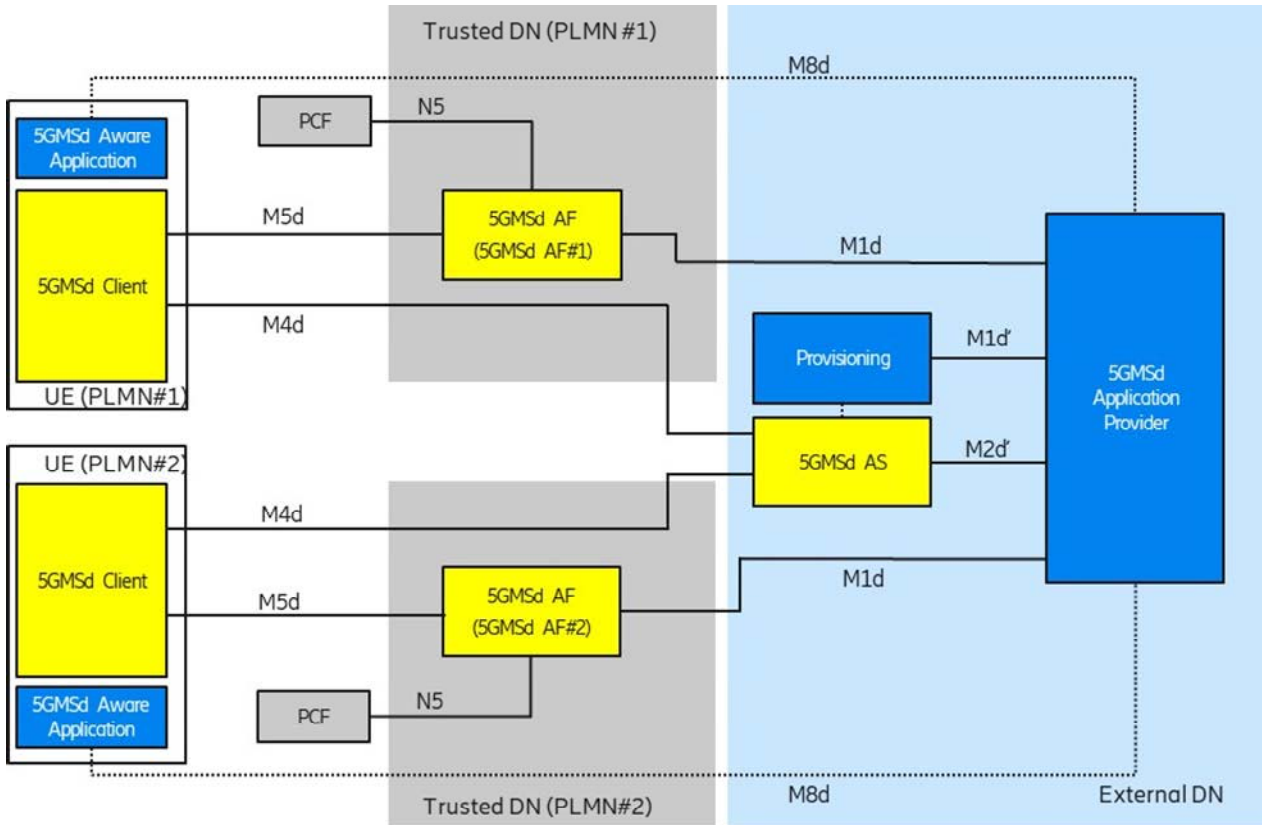 Trusted DN (PLMN #1)
M8d
N5
PCF
5GMSd Aware
Application
M5d
5GMSd AF
(5GMSd AF#1)
M1d
5GMSd Client
M4d
Provisioning
M1d'
5GMSd
Application
Provider
UE (PLMN#1)
UE (PLMN#2)
5GMSd AS
M2d'
M4d
5GMSd Client
M5d
5GMSd AF
(5GMSd AF#2)
M1d
5GMSd Aware
Application
PCF
N5
Trusted DN (PLMN#2)
M8d
External DN